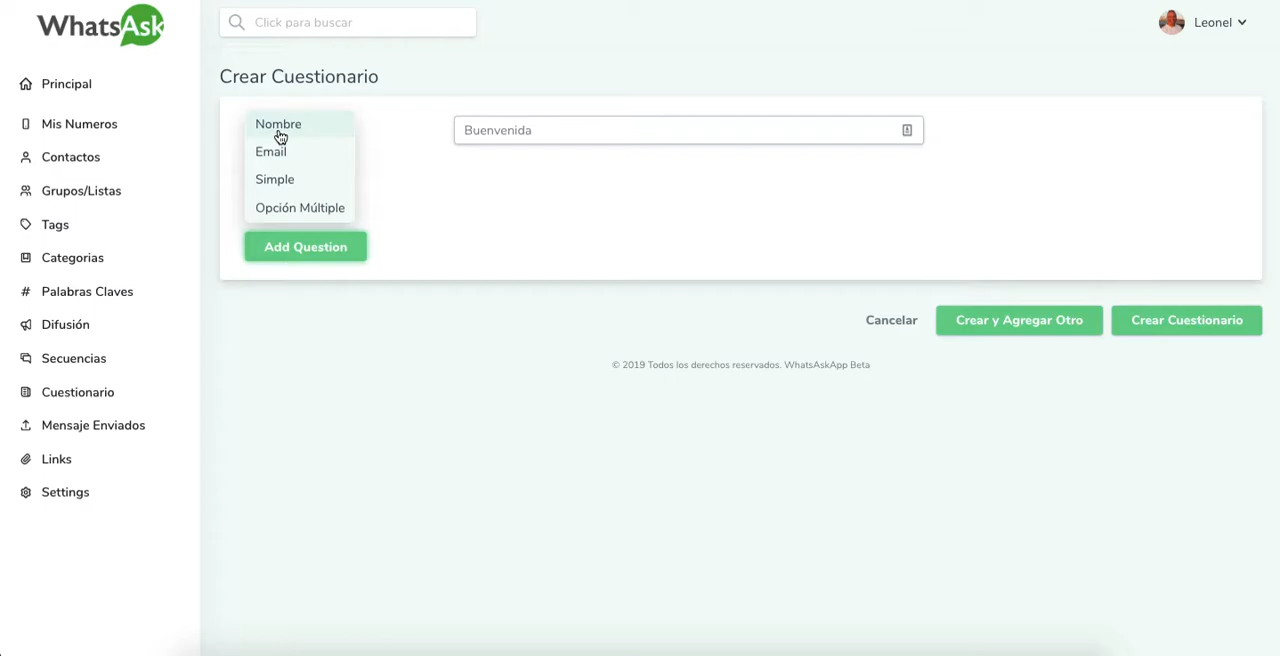 WhatsAsk
Click para buscar
Leonel
Principal
Mis Numeros
Contactos
Grupos/Listas
Tags
Categorias
Palabras Claves
Difusión
Secuencias
Cuestionario
Mensaje Enviados
Links
Settings
Crear Cuestionario
Nombre
Email
Simple
Opción Múltiple
Buenvenida
Add Question
Cancelar
Crear y Agregar Otro
Crear Cuestionario
© 2019 Todos los derechos reservados. WhatsAskApp Beta